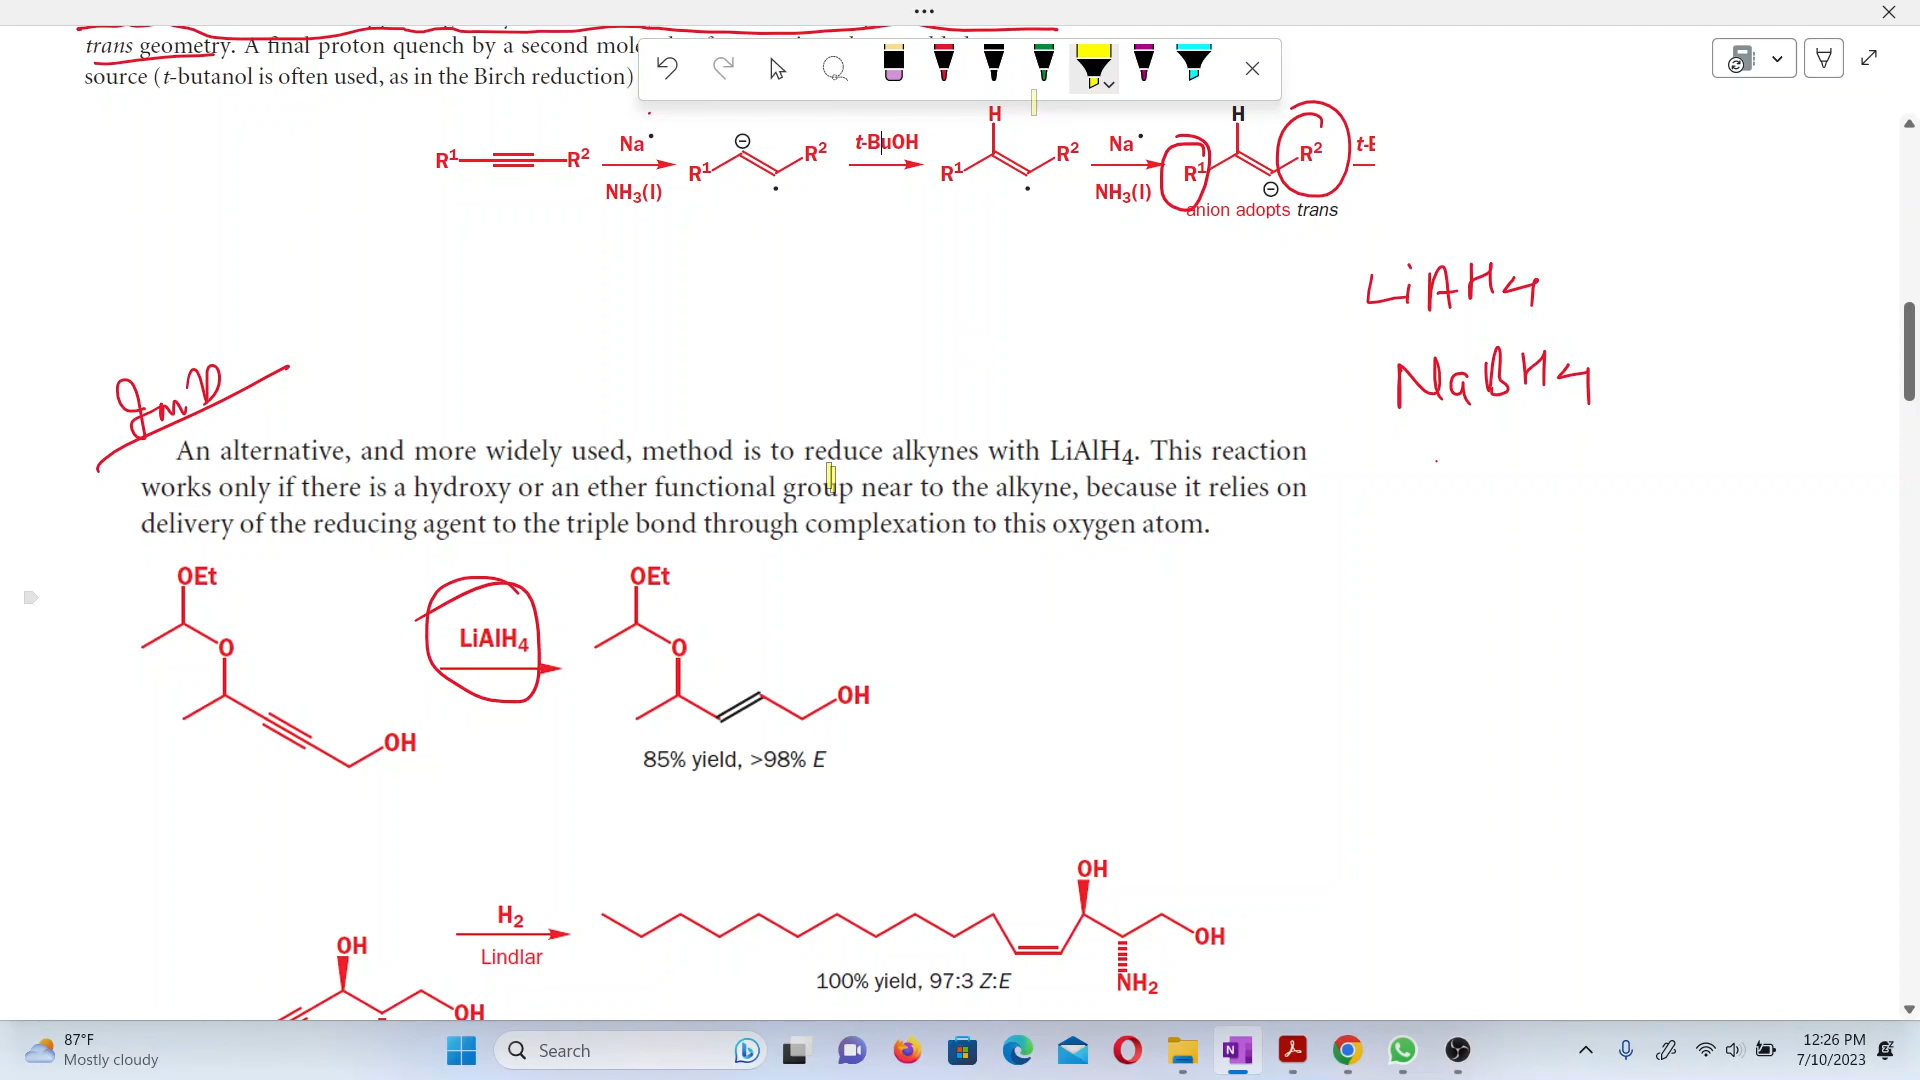 trans geometry. A final proton quench by a second mol
source (t-butanol is often used, as in the Birch reduction)
R1 R2 Na• NH3(l) R1 ⊖ R2 • t-BuOH H R1 R2 • Na• NH3(l) H R1 R2 ⊖ t-B
anion adopts trans
LiAH4
NaBH4
An alternative, and more widely used, method is to reduce alkynes with LiAlH4. This reaction
works only if there is a hydroxy or an ether functional group near to the alkyne, because it relies on
delivery of the reducing agent to the triple bond through complexation to this oxygen atom.
OEt OEt
LiAlH4
O O
OH OH
85% yield, >98% E
OH
H2
Lindlar
OH
NH2
100% yield, 97:3 Z:E
OH
OH
87°F
Mostly cloudy
Search
12:26 PM
7/10/2023